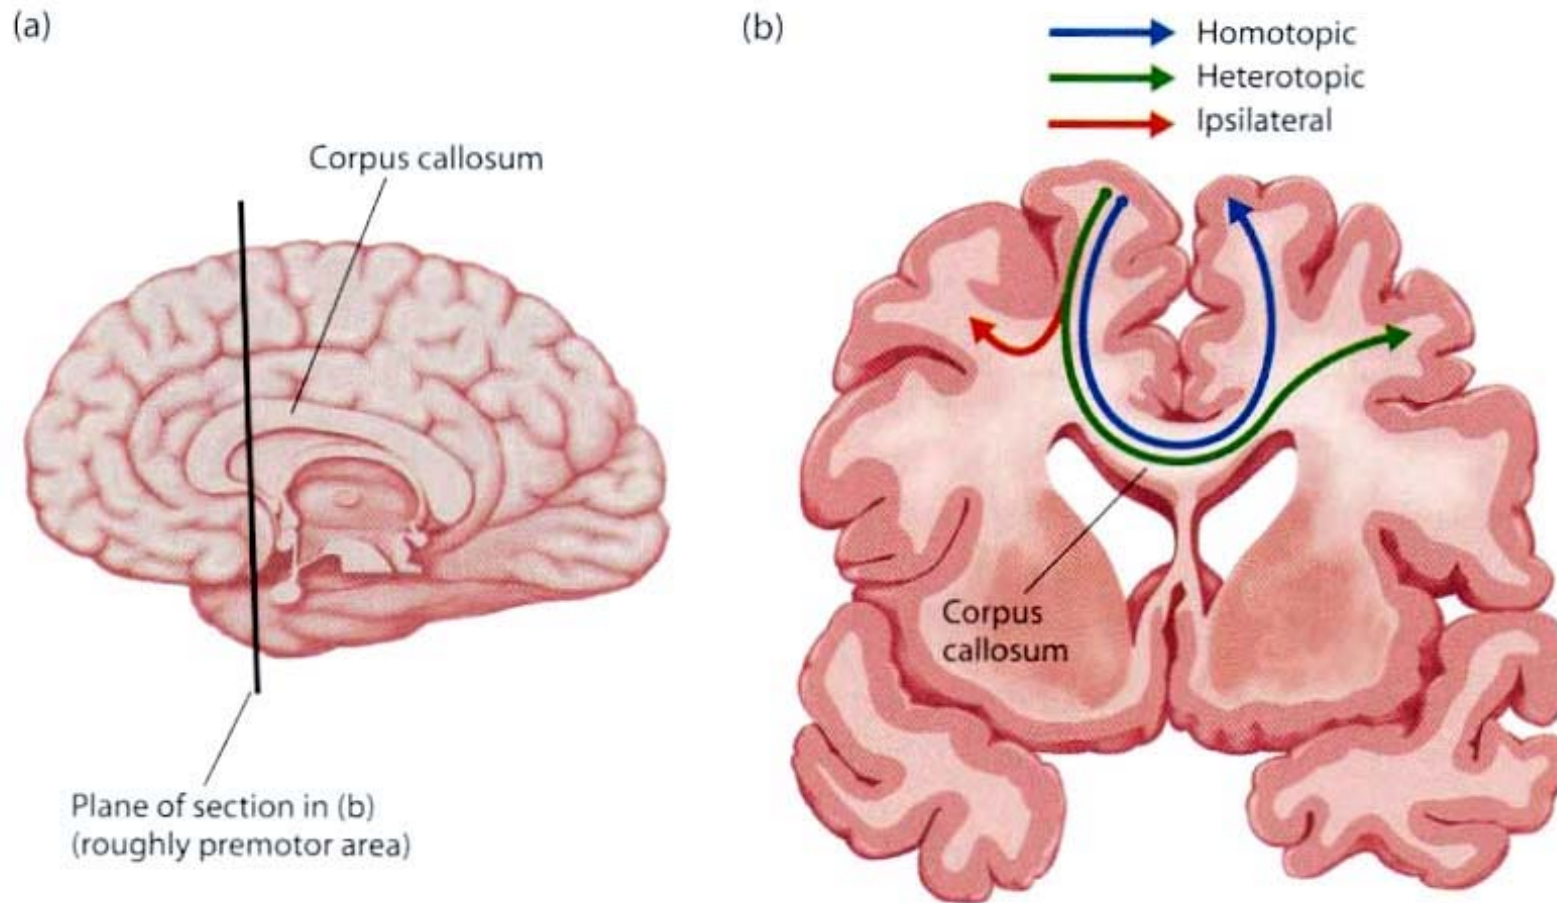 (a)
Corpus callosum
Plane of section in (b)
(roughly premotor area)
(b)
Homotopic
Heterotopic
Ipsilateral
Corpus
callosum